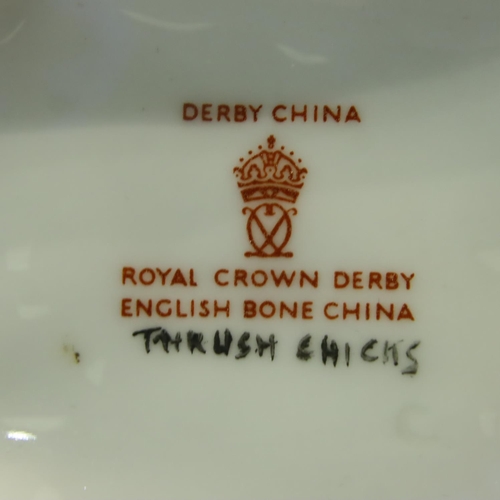 DERBY CHINA
ROYAL CROWN DERBY
ENGLISH BONE CHINA
THRUSH CHICKS